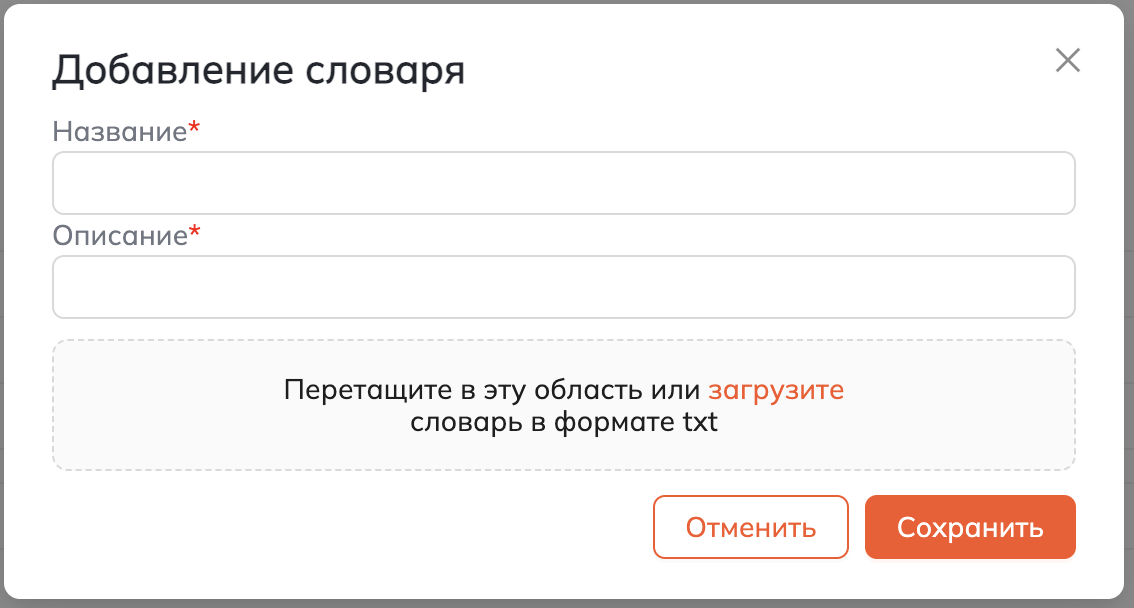 Добавление словаря
Название*
Описание*
Перетащите в эту область или загрузите
словарь в формате txt
Отменить
Сохранить